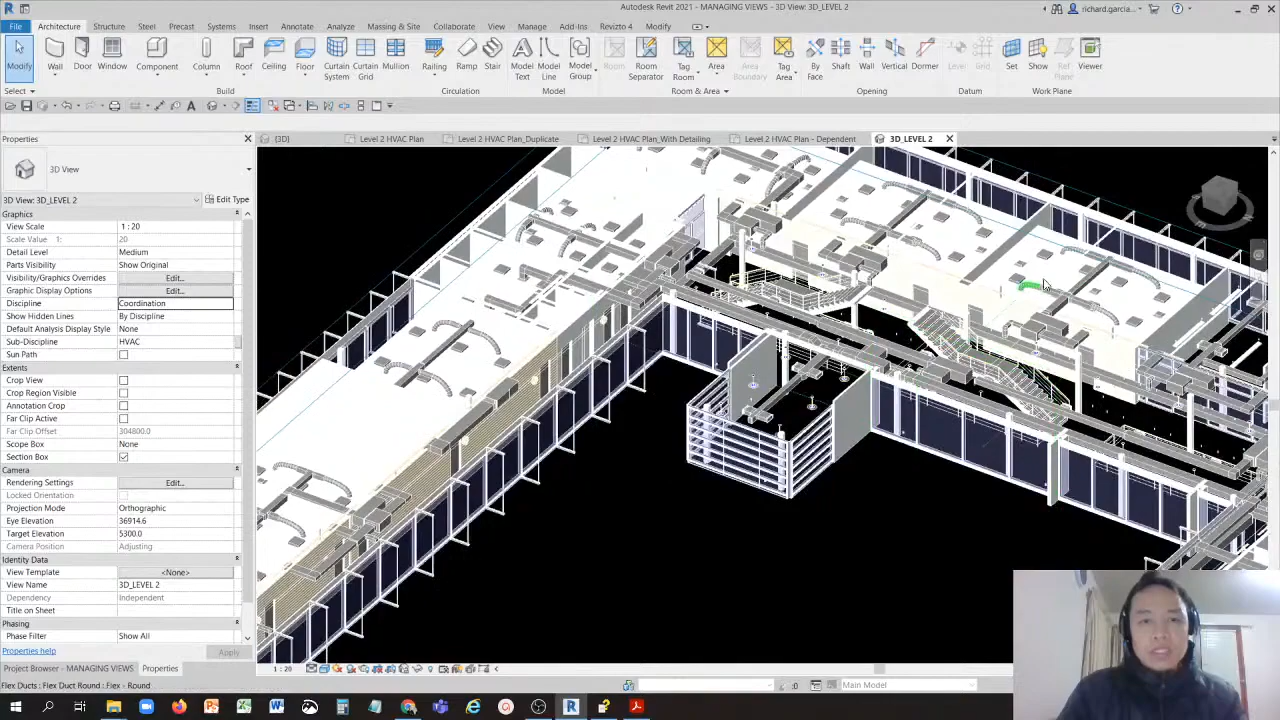 Autodesk Revit 2021 - MANAGING VIEWS - 3D View: 3D_LEVEL 2
richard.garcia...
File Architecture Structure Steel Precast Systems Insert Annotate Analyze Massing & Site Collaborate View Manage Add-Ins Revizto 4 Modify
Modify Wall Door Window Component Column Roof Ceiling Floor Curtain System Curtain Grid Mullion Railing Ramp Stair Model Text Model Line Model Group Room Room Separator Tag Room Area Area Boundary Tag Area By Face Shaft Wall Vertical Dormer Level Grid Set Show Ref Plane Viewer
Select Build Circulation Model Room & Area Opening Datum Work Plane
Properties
{3D} Level 2 HVAC Plan Level 2 HVAC Plan_Duplicate Level 2 HVAC Plan_With Detailing Level 2 HVAC Plan - Dependent 3D_LEVEL 2
3D View
3D View: 3D_LEVEL 2 Edit Type
Graphics
View Scale 1 : 20
Scale Value 1: 20
Detail Level Medium
Parts Visibility Show Original
Visibility/Graphics Overrides Edit...
Graphic Display Options Edit...
Discipline Coordination
Show Hidden Lines By Discipline
Default Analysis Display Style None
Sub-Discipline HVAC
Sun Path
Extents
Crop View
Crop Region Visible
Annotation Crop
Far Clip Active
Far Clip Offset 304800.0
Scope Box None
Section Box
Camera
Rendering Settings Edit...
Locked Orientation
Projection Mode Orthographic
Eye Elevation 36914.6
Target Elevation 5300.0
Camera Position Adjusting
Identity Data
View Template <None>
View Name 3D_LEVEL 2
Dependency Independent
Title on Sheet
Phasing
Phase Filter Show All
Properties help Apply
Project Browser - MANAGING VIEWS Properties
1 : 20
Flex Ducts : Flex Duct Round : Flex - Round
:0 Main Model